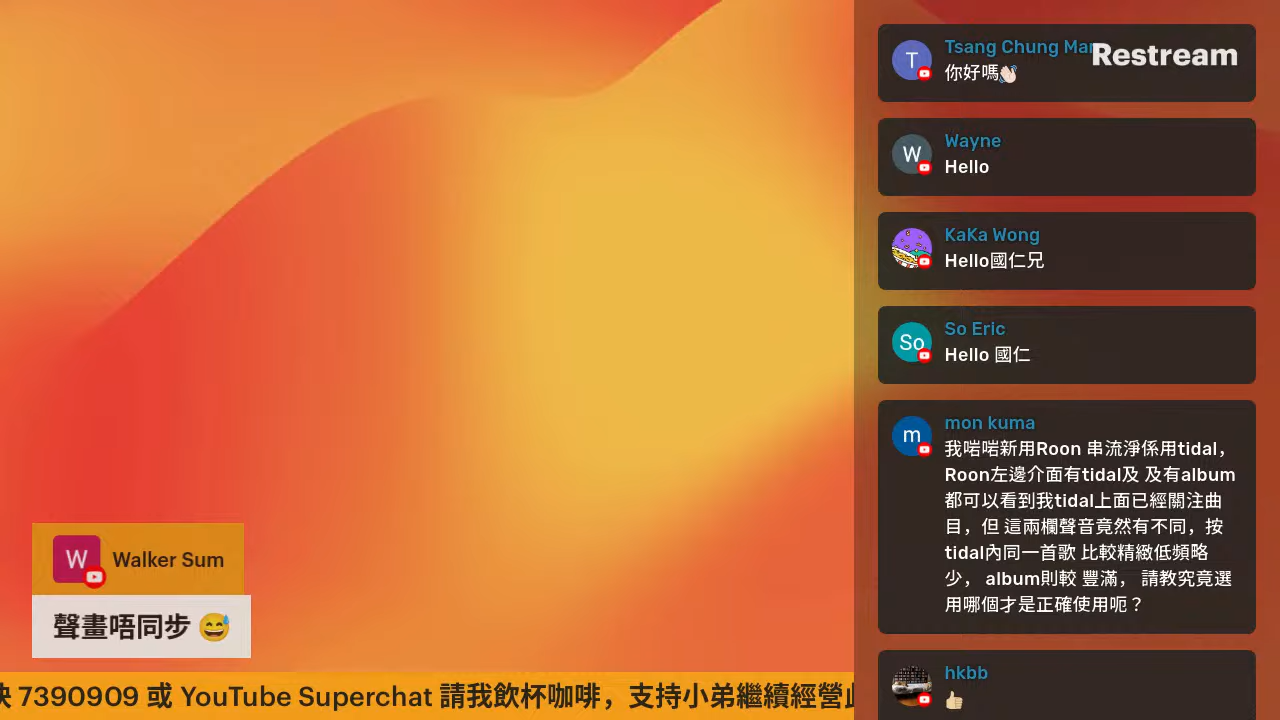 Tsang Chung Mar
Restream
你好嗎👋🏻
Wayne
Hello
KaKa Wong
Hello國仁兄
So Eric
Hello 國仁
mon kuma
我啱啱新用Roon 串流淨係用tidal，
Roon左邊介面有tidal及 及有album
都可以看到我tidal上面已經關注曲
目，但 這兩欄聲音竟然有不同，按
tidal內同一首歌 比較精緻低頻略
少， album則較 豐滿， 請教究竟選
用哪個才是正確使用呃？
hkbb
👍🏼
Walker Sum
聲畫唔同步 😅
7390909 或 YouTube Superchat 請我飲杯咖啡，支持小弟繼續經營